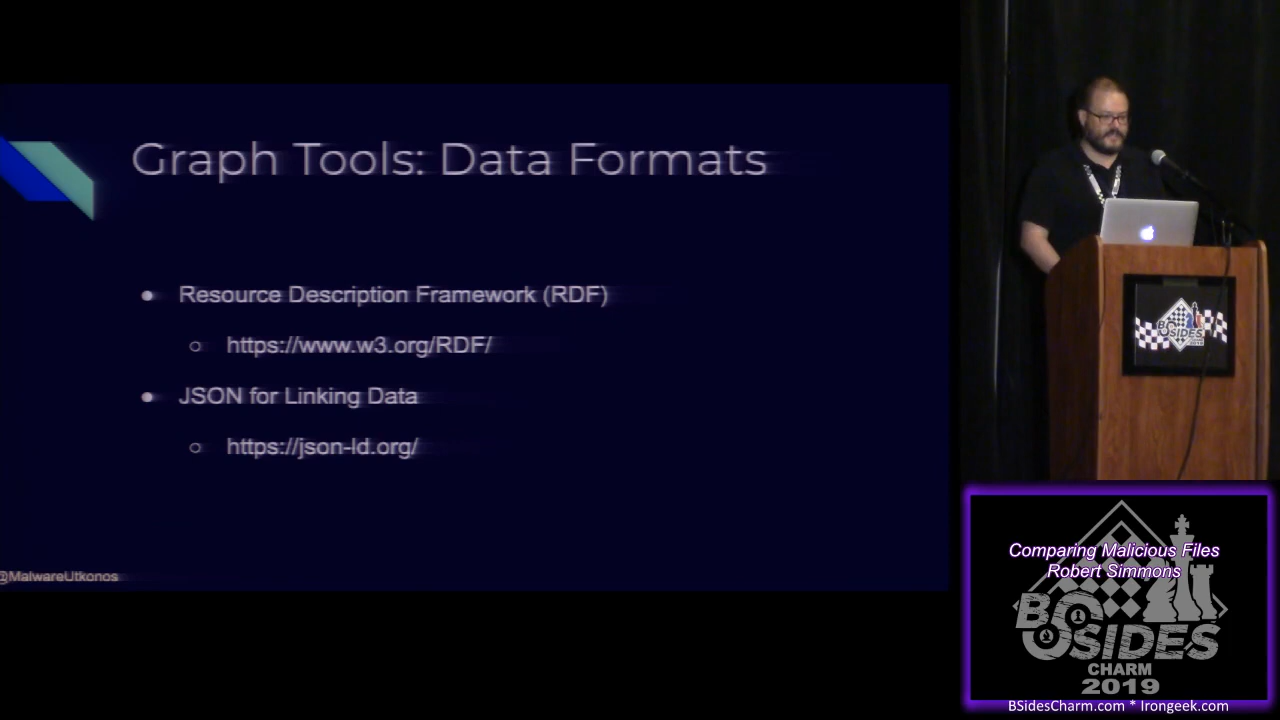 Graph Tools: Data Formats
Resource Description Framework (RDF)
https://www.w3.org/RDF/
JSON for Linking Data
https://json-ld.org/
@MalwareUtkonos
BSIDES
Comparing Malicious Files
Robert Simmons
BSIDES
CHARM
2019
BSidesCharm.com * Irongeek.com